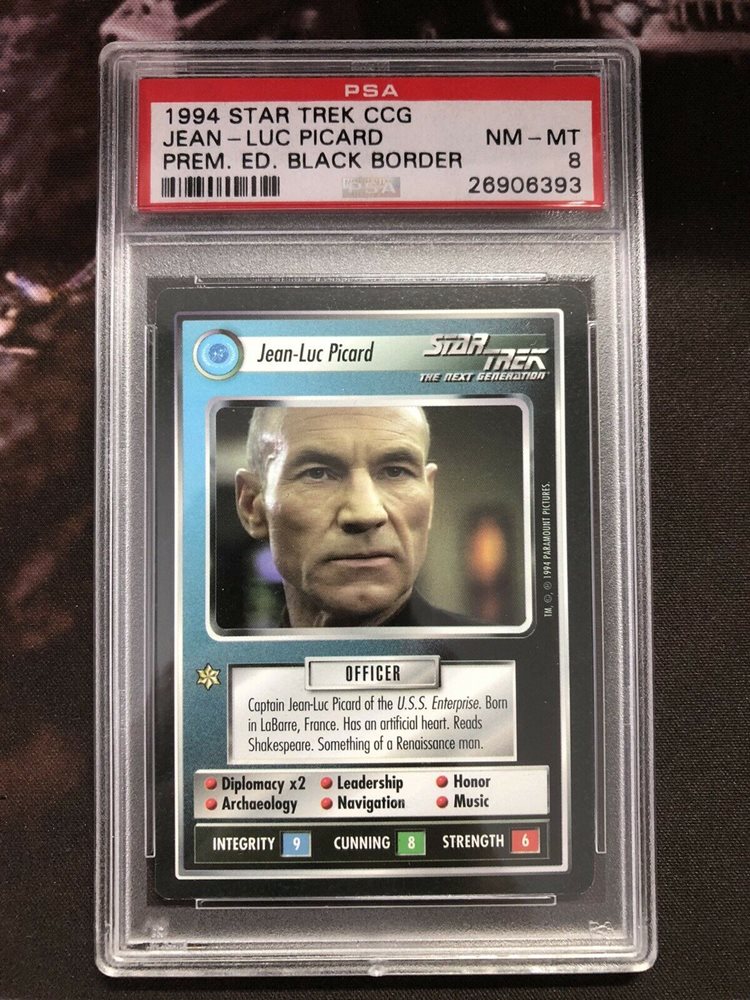 PSA
1994 STAR TREK CCG
JEAN-LUC PICARD NM-MT
PREM. ED. BLACK BORDER 8
PSA 26906393
Jean-Luc Picard
STAR TREK
THE NEXT GENERATION
TM, ©, ® 1994 PARAMOUNT PICTURES.
OFFICER
Captain Jean-Luc Picard of the U.S.S. Enterprise. Born
in LaBarre, France. Has an artificial heart. Reads
Shakespeare. Something of a Renaissance man.
Diplomacy x2 Leadership Honor
Archaeology Navigation Music
INTEGRITY 9 CUNNING 8 STRENGTH 6